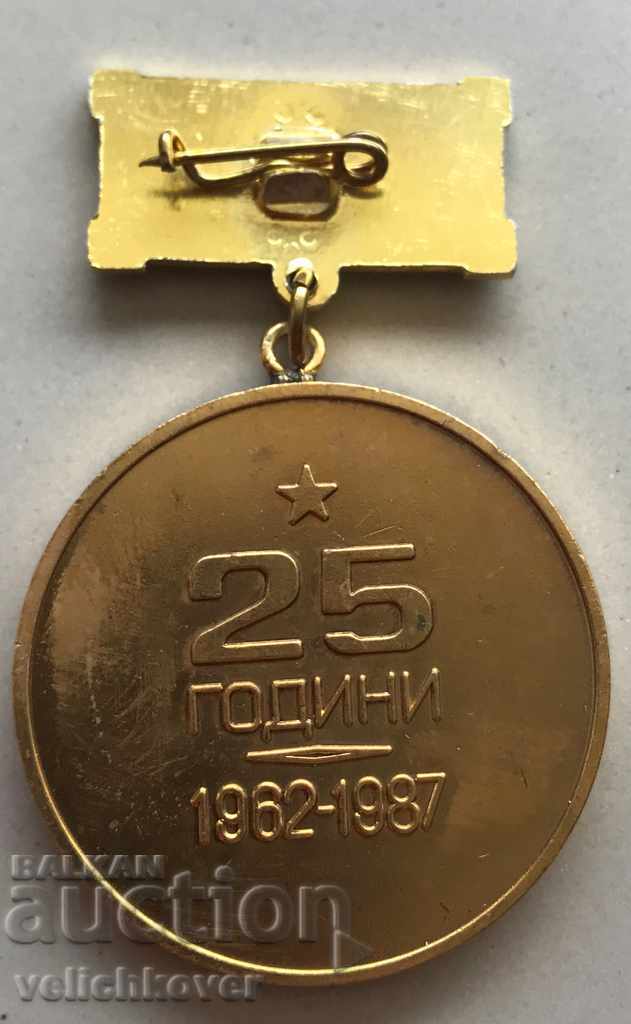 25
ГОДИНИ
1962-1987
BALKAN
auction
velichkover